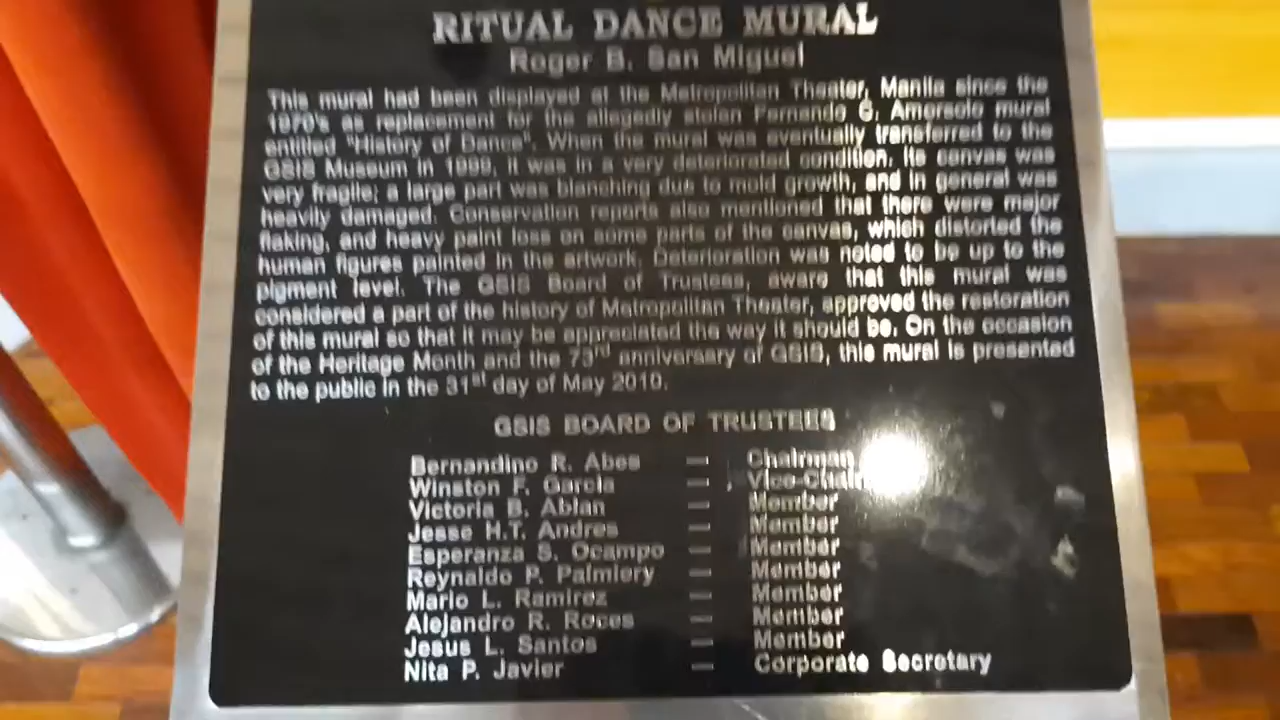 RITUAL DANCE MURAL
Roger B. San Miguel
This mural had been displayed at the Metropolitan Theater, Manila since the
1970's as replacement for the allegedly stolen Fernando G. Amorsolo mural
entitled "History of Dance". When the mural was eventually transferred to the
GSIS Museum in 1999, it was in a very deteriorated condition. Its canvas was
very fragile; a large part was blanching due to mold growth, and in general was
heavily damaged. Conservation reports also mentioned that there were major
flaking, and heavy paint loss on some parts of the canvas, which distorted the
human figures painted in the artwork. Deterioration was noted to be up to the
pigment level. The GSIS Board of Trustees, aware that this mural was
considered a part of the history of Metropolitan Theater, approved the restoration
of this mural so that it may be appreciated the way it should be. On the occasion
of the Heritage Month and the 73rd anniversary of GSIS, this mural is presented
to the public in the 31st day of May 2010.
GSIS BOARD OF TRUSTEES
Bernardino R. Abes — Chairman
Winston F. Garcia — Vice-Chair
Victoria B. Abian — Member
Jesse H.T. Andres — Member
Esperanza S. Ocampo — Member
Reynaldo P. Palmiery — Member
Mario L. Ramirez — Member
Alejandro R. Roces — Member
Jesus L. Santos — Member
Nita P. Javier — Corporate Secretary